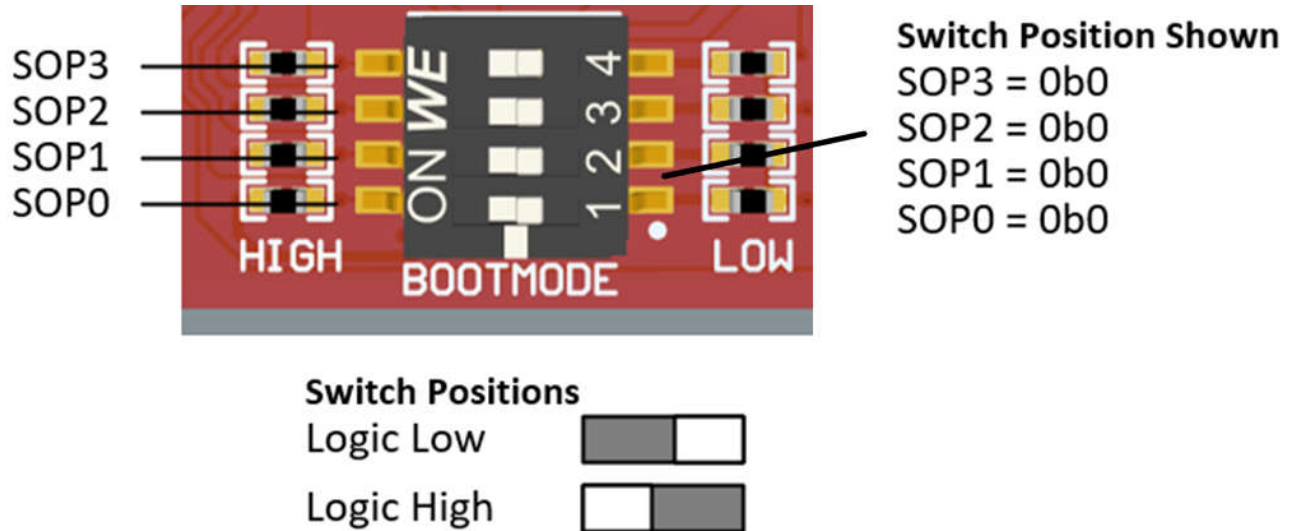 SOP3
SOP2
SOP1
SOP0
HIGH
ON WE
4
3
2
1
BOOTMODE
LOW
Switch Position Shown
SOP3 = 0b0
SOP2 = 0b0
SOP1 = 0b0
SOP0 = 0b0
Switch Positions
Logic Low
Logic High